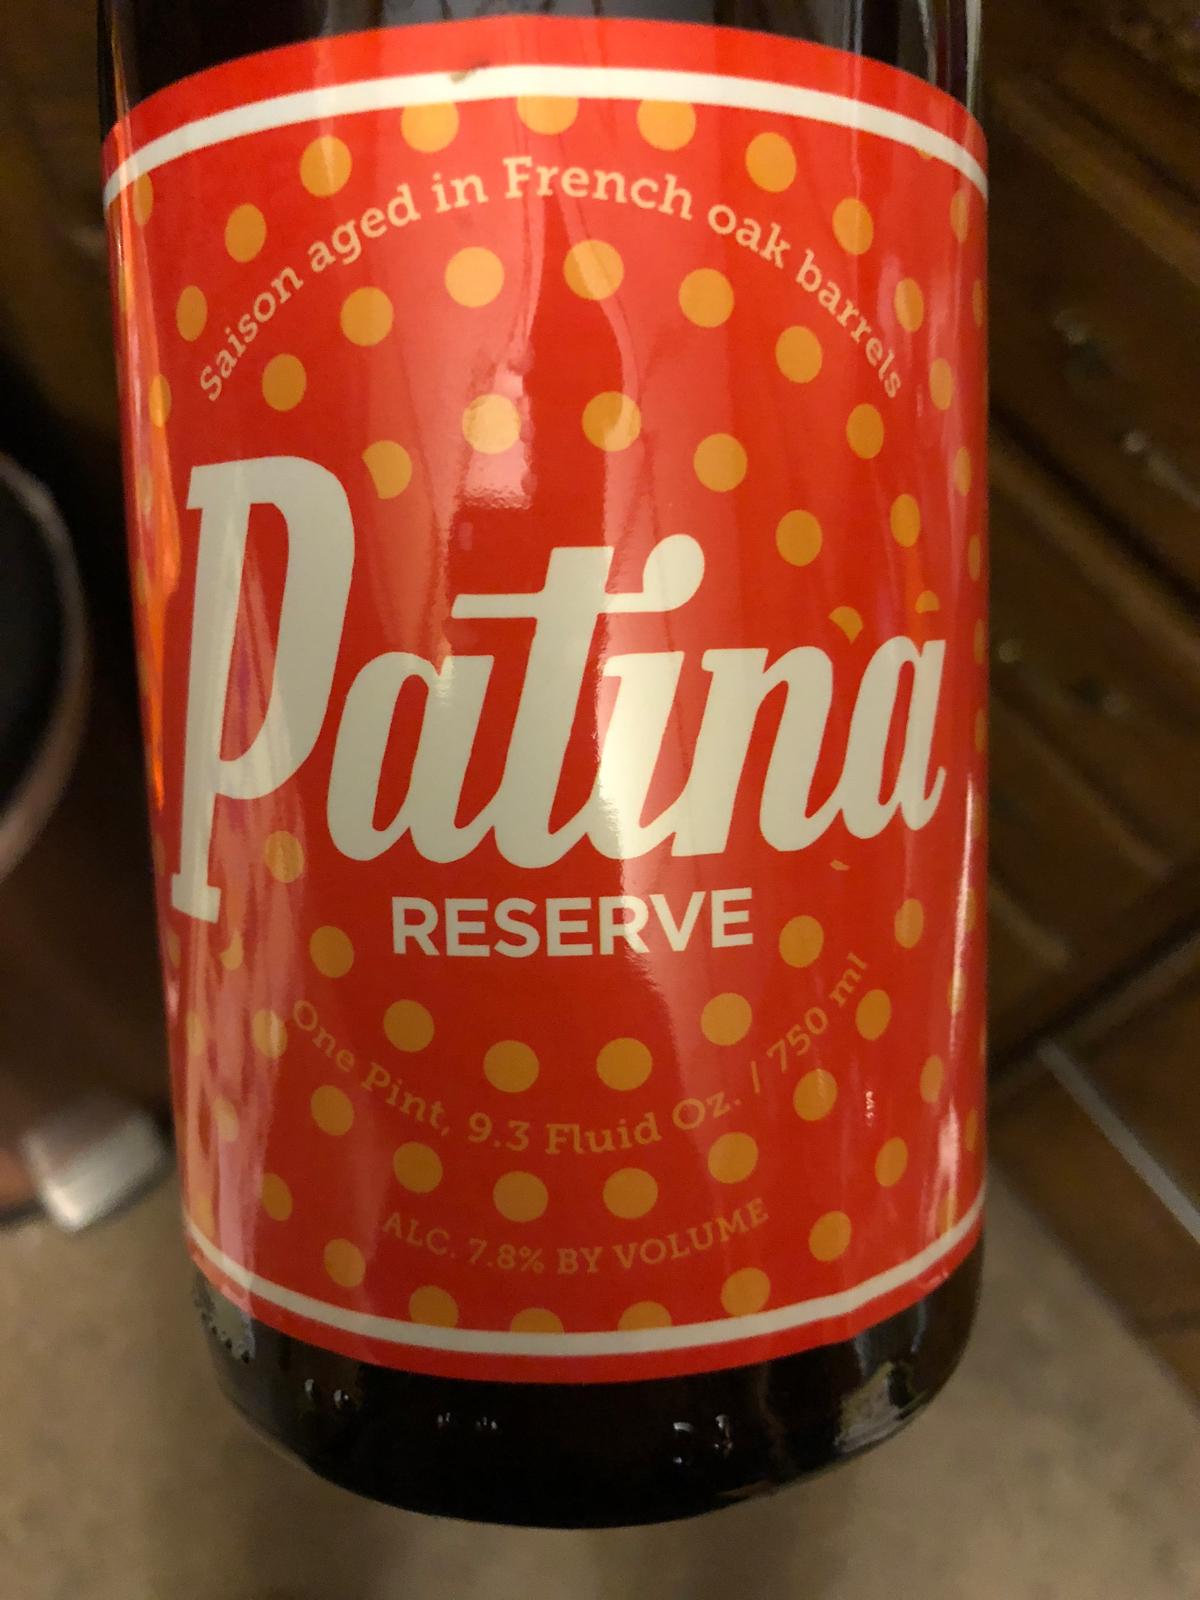 Saison aged in French oak barrels
Patina
RESERVE
One Pint, 9.3 Fluid Oz. / 750 ml
ALC. 7.8% BY VOLUME